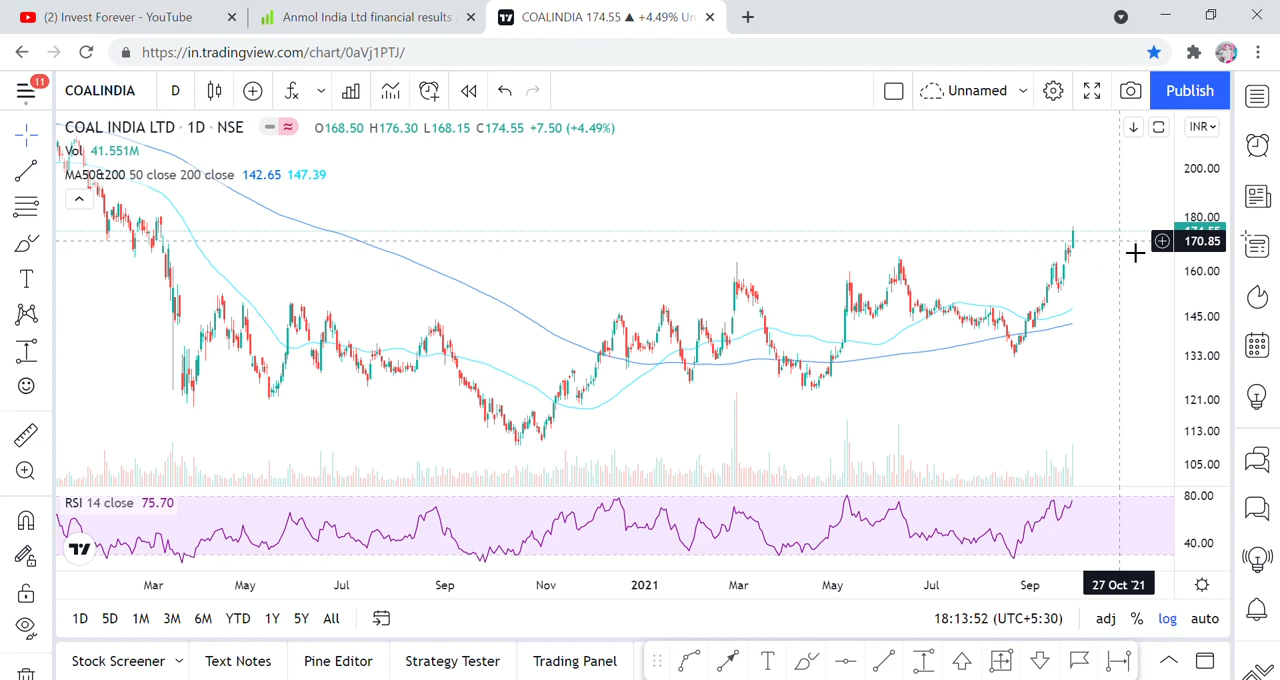 (2) Invest Forever - YouTube
Anmol India Ltd financial results
COALINDIA 174.55 ▲ +4.49% Un
https://in.tradingview.com/chart/0aVj1PTJ/
11
COALINDIA
D
Unnamed
Publish
COAL INDIA LTD · 1D · NSE
O168.50 H176.30 L168.15 C174.55 +7.50 (+4.49%)
INR
Vol 41.551M
MA50&200 50 close 200 close 142.65 147.39
200.00
180.00
174.55
170.85
160.00
145.00
133.00
121.00
113.00
105.00
RSI 14 close 75.70
80.00
40.00
Mar
May
Jul
Sep
Nov
2021
Mar
May
Jul
Sep
27 Oct '21
1D 5D 1M 3M 6M YTD 1Y 5Y All
18:13:52 (UTC+5:30)
adj % log auto
Stock Screener
Text Notes
Pine Editor
Strategy Tester
Trading Panel